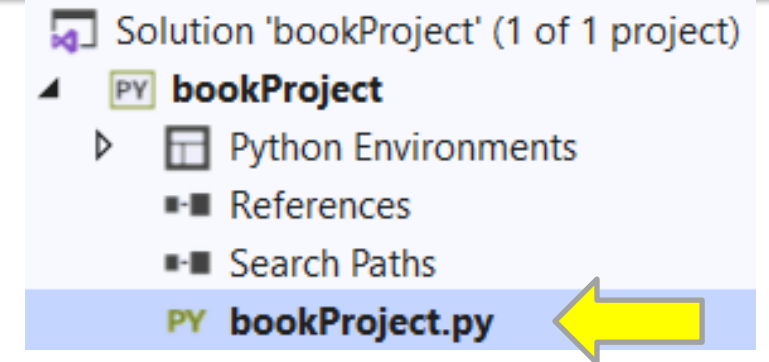 Solution 'bookProject' (1 of 1 project)
PY bookProject
Python Environments
References
Search Paths
PY bookProject.py